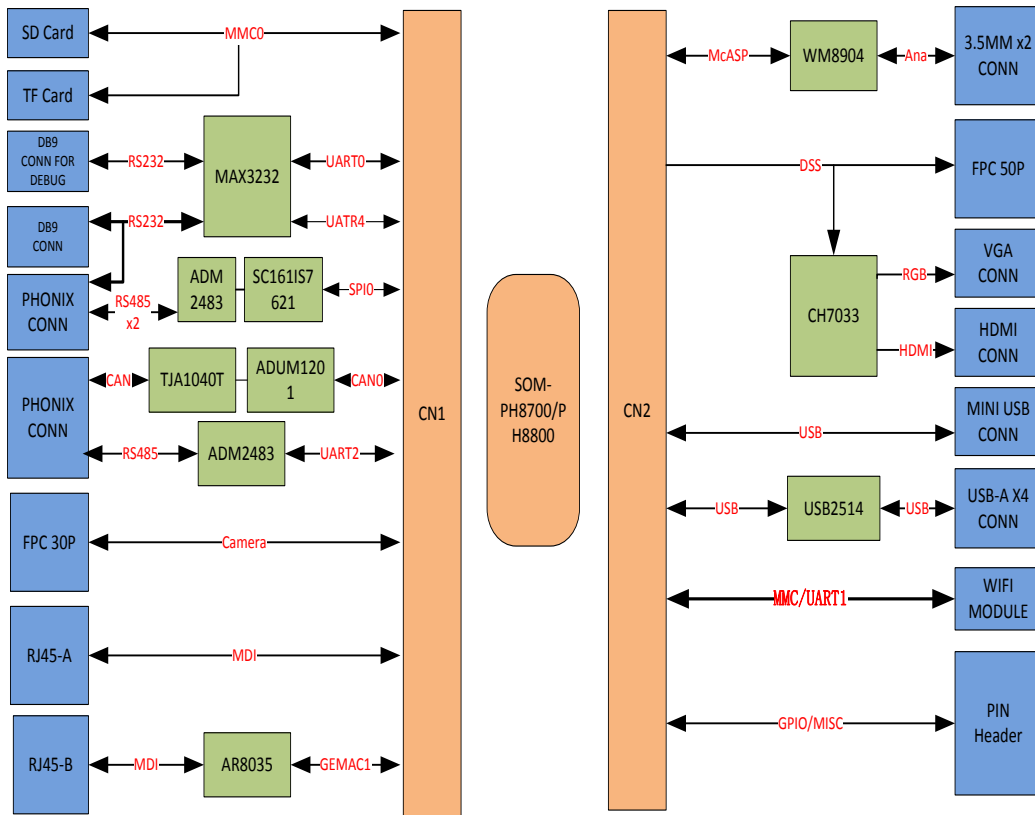 SD Card
MMC0
TF Card
DB9
CONN FOR
DEBUG
RS232
MAX3232
UART0
DB9
CONN
RS232
UATR4
PHONIX
CONN
RS485
x2
ADM
2483
SC161IS7
621
SPI0
PHONIX
CONN
CAN
TJA1040T
ADUM120
1
CAN0
RS485
ADM2483
UART2
FPC 30P
Camera
RJ45-A
MDI
RJ45-B
MDI
AR8035
GEMAC1
CN1
SOM-
PH8700/P
H8800
CN2
McASP
WM8904
Ana
3.5MM x2
CONN
DSS
FPC 50P
CH7033
RGB
VGA
CONN
HDMI
HDMI
CONN
USB
MINI USB
CONN
USB
USB2514
USB
USB-A X4
CONN
MMC/UART1
WIFI
MODULE
GPIO/MISC
PIN
Header